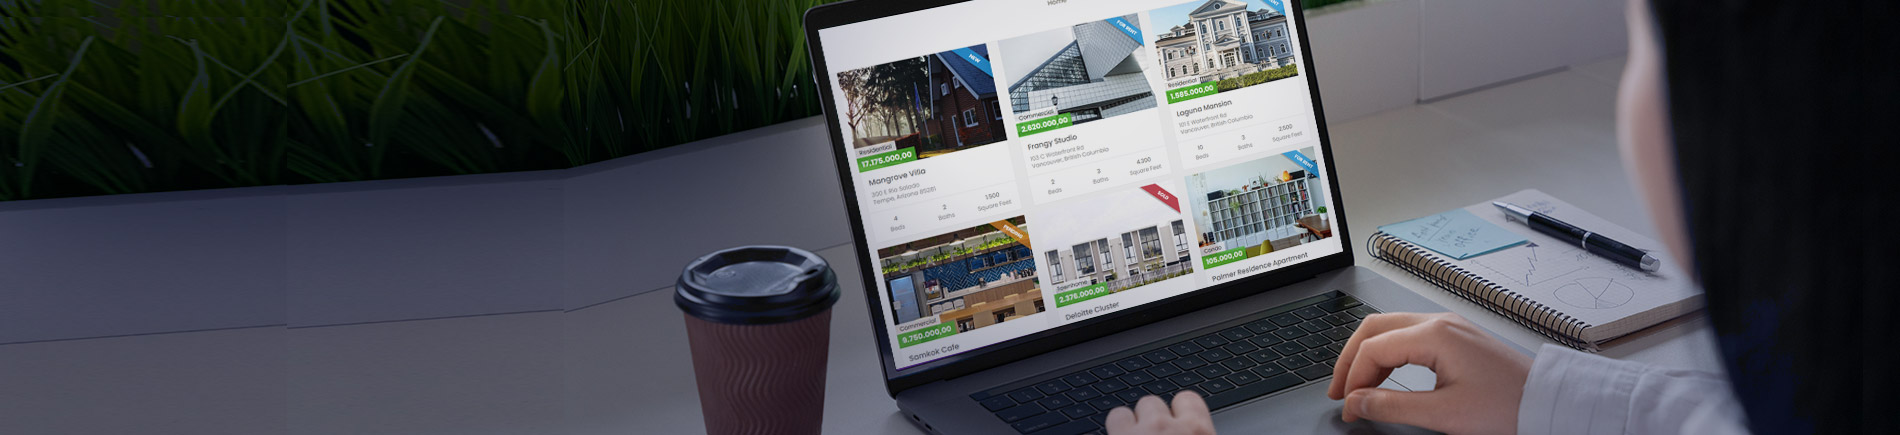 Home
NEW
Residential
17.175.000,00
Mangrove Villa
300 E Rio Salado
Tempe, Arizona 85281
4
Beds
2
Baths
1.500
Square Feet
FOR RENT
Commercial
2.820.000,00
Frangy Studio
103 C Waterfront Rd
Vancouver, British Columbia
2
Beds
3
Baths
4.300
Square Feet
Residential
1.585.000,00
Laguna Mansion
191 E Waterfront Rd
Vancouver, British Columbia
10
Beds
3
Baths
2.500
Square Feet
PENDING
Commercial
9.750.000,00
Samkok Cafe
SOLD
Townhome
2.376.000,00
Deloitte Cluster
FOR RENT
Condo
105.000,00
Palmer Residence Apartment